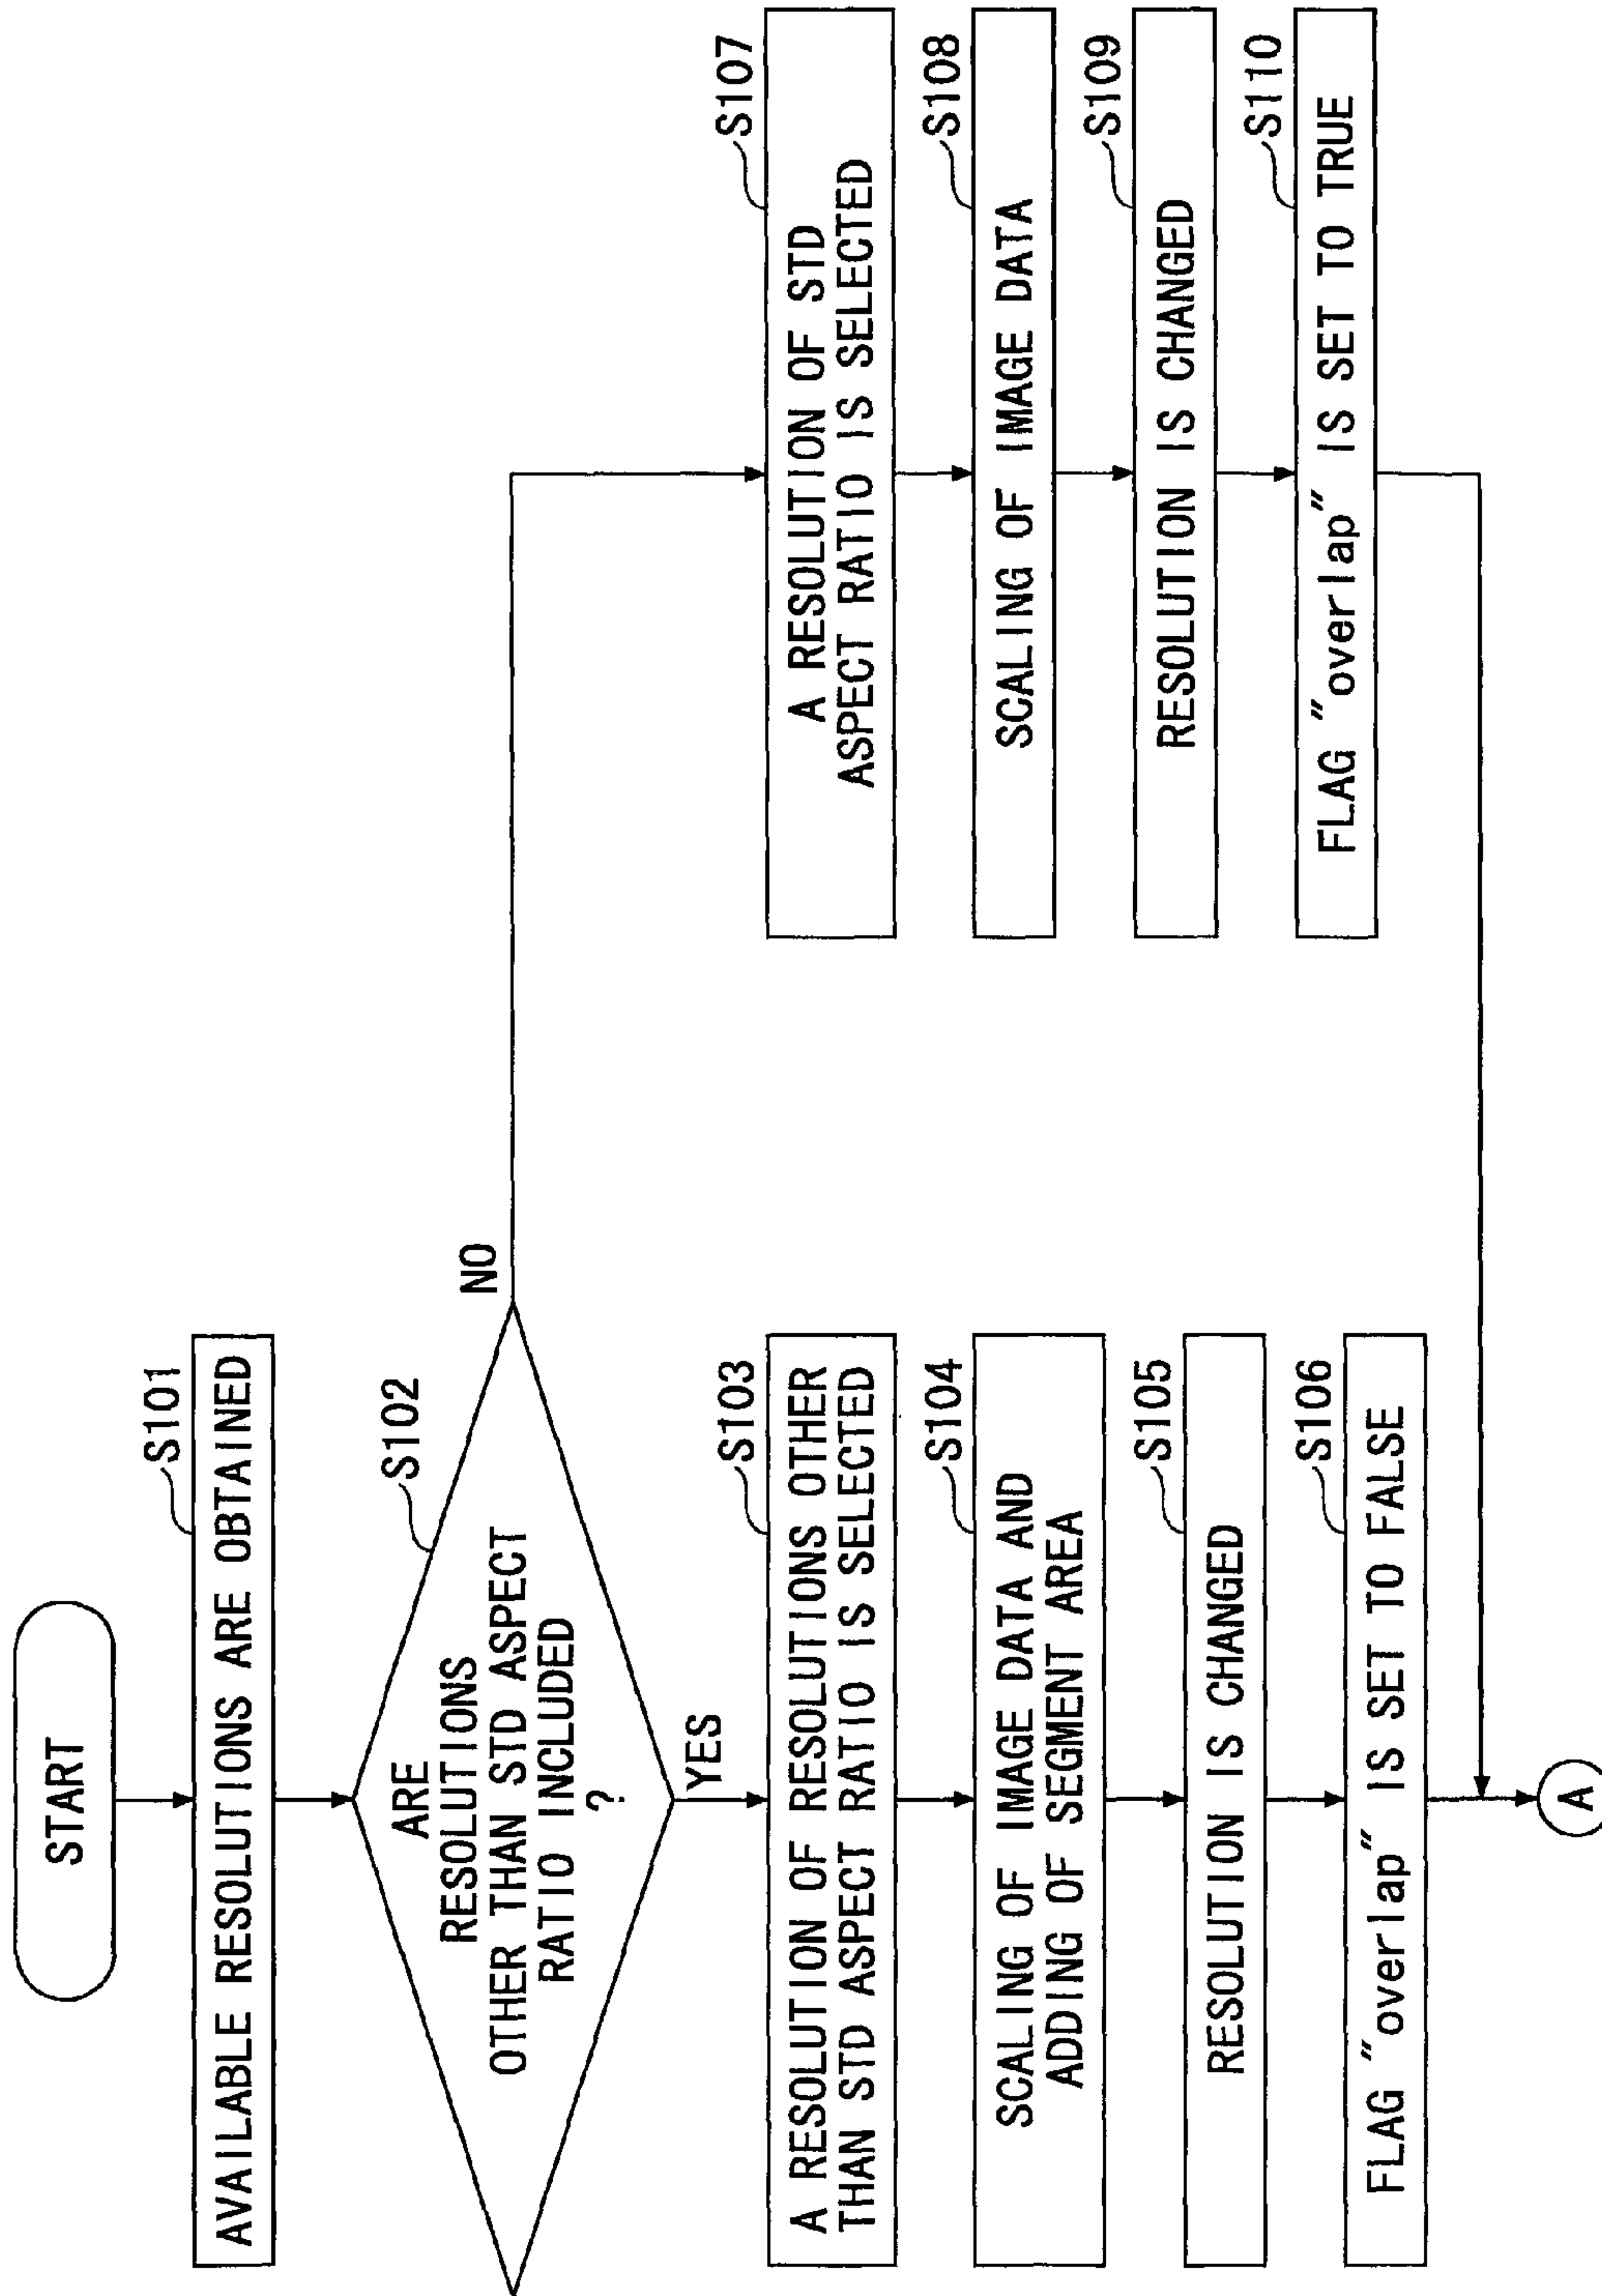 START
S101
AVAILABLE RESOLUTIONS ARE OBTAINED
S102
ARE
RESOLUTIONS
OTHER THAN STD ASPECT
RATIO INCLUDED
?
NO
YES
S103
A RESOLUTION OF RESOLUTIONS OTHER
THAN STD ASPECT RATIO IS SELECTED
S104
SCALING OF IMAGE DATA AND
ADDING OF SEGMENT AREA
S105
RESOLUTION IS CHANGED
S106
FLAG "overlap" IS SET TO FALSE
S107
A RESOLUTION OF STD
ASPECT RATIO IS SELECTED
S108
SCALING OF IMAGE DATA
S109
RESOLUTION IS CHANGED
S110
FLAG "overlap" IS SET TO TRUE
A